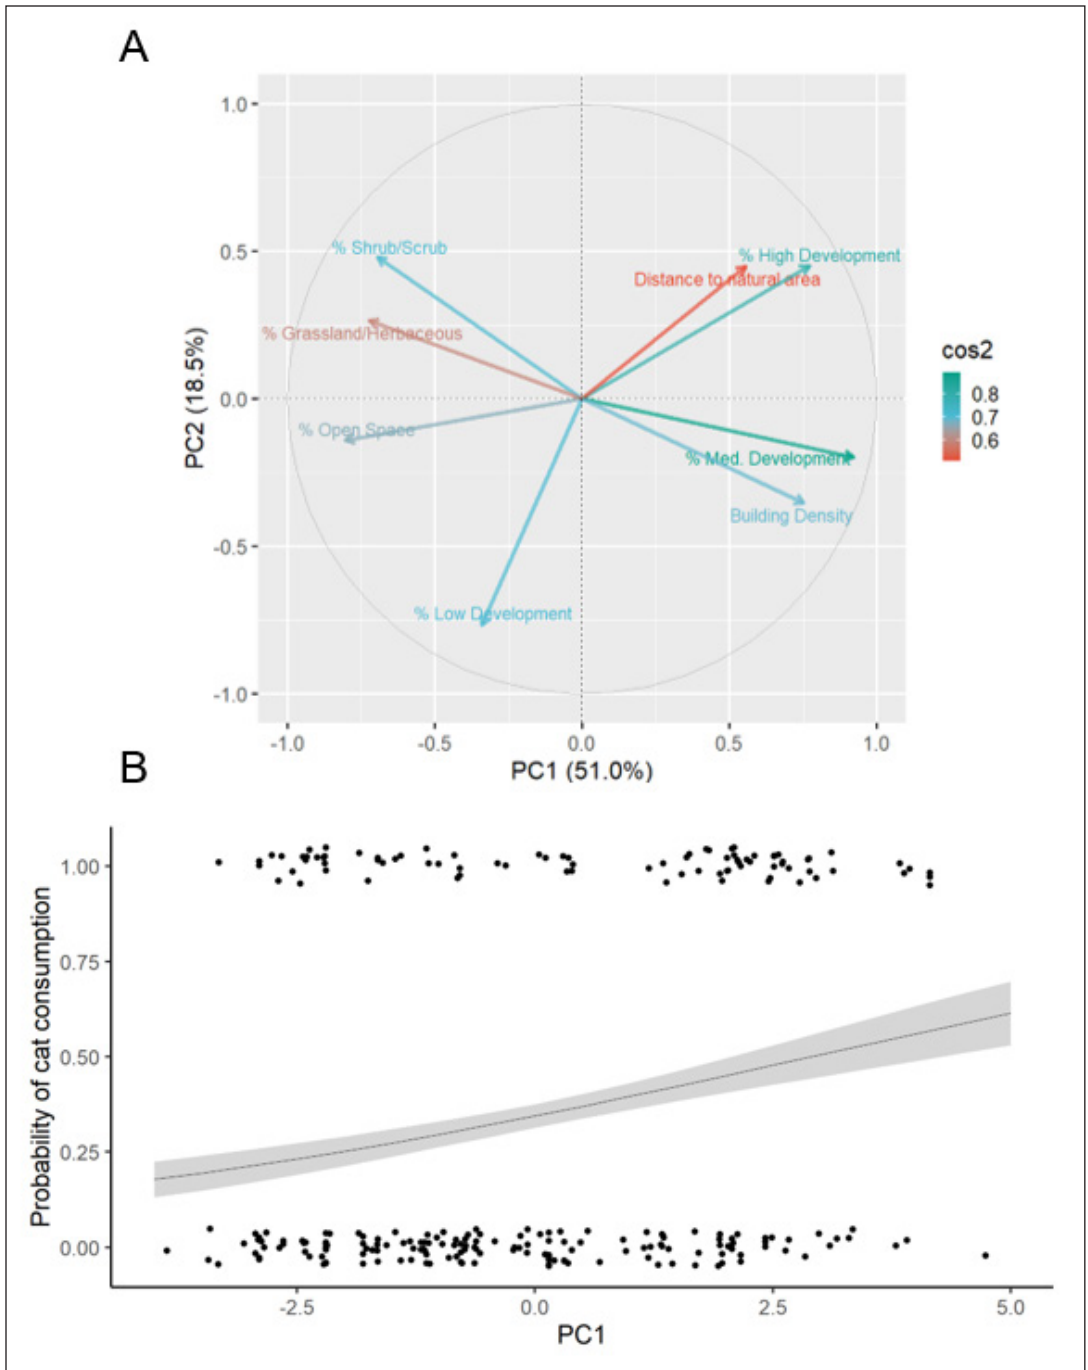 A
1.0
0.5
0.0
-0.5
-1.0
PC2 (18.5%)
% Shrub/Scrub
% High Development
Distance to natural area
% Grassland/Herbaceous
% Open Space
% Med. Development
Building Density
% Low Development
cos2
0.8
0.7
0.6
-1.0 -0.5 0.0 0.5 1.0
PC1 (51.0%)
B
1.00
0.75
0.50
0.25
0.00
Probability of cat consumption
-2.5 0.0 2.5 5.0
PC1